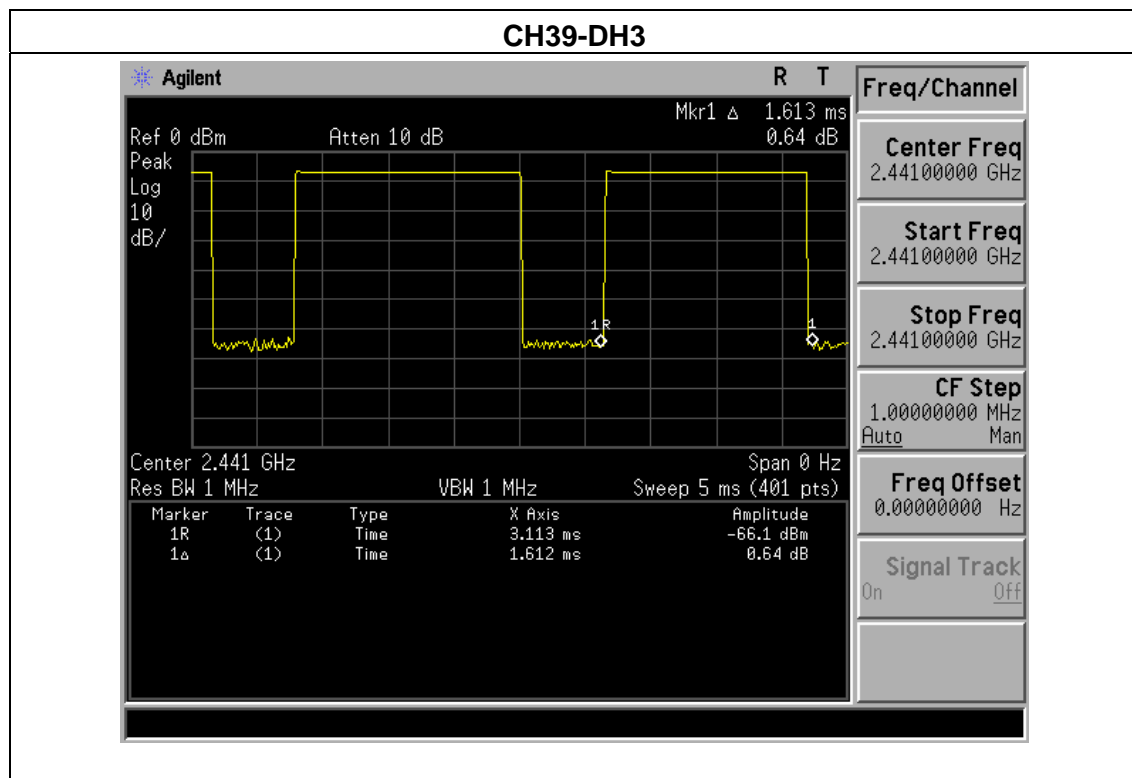 CH39-DH3
Agilent R T
Mkr1 Δ 1.613 ms
Ref 0 dBm Atten 10 dB 0.64 dB
Peak
Log
10
dB/
1R
1
Center 2.441 GHz Span 0 Hz
Res BW 1 MHz VBW 1 MHz Sweep 5 ms (401 pts)
Marker Trace Type X Axis Amplitude
1R (1) Time 3.113 ms -66.1 dBm
1Δ (1) Time 1.612 ms 0.64 dB
Freq/Channel
Center Freq
2.44100000 GHz
Start Freq
2.44100000 GHz
Stop Freq
2.44100000 GHz
CF Step
1.00000000 MHz
Auto Man
Freq Offset
0.00000000 Hz
Signal Track
On Off